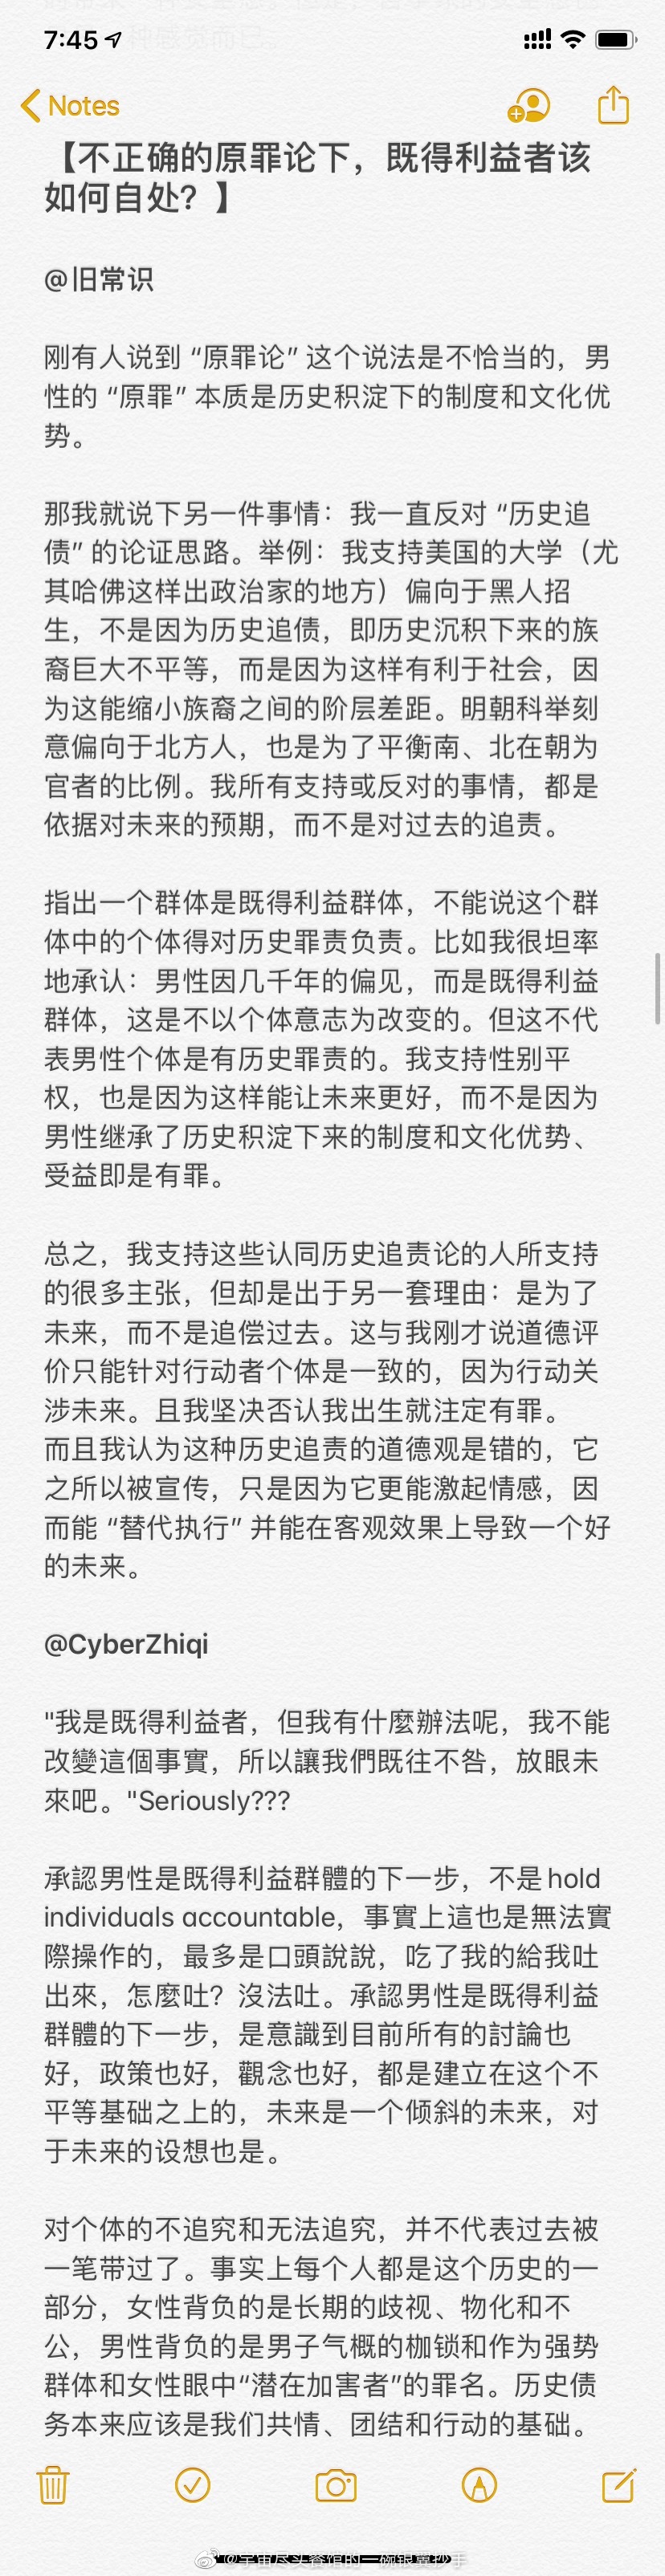 种感觉而已
7:45
Notes
【不正确的原罪论下，既得利益者该
如何自处？】
@旧常识
刚有人说到 “原罪论” 这个说法是不恰当的，男
性的 “原罪” 本质是历史积淀下的制度和文化优
势。
那我就说下另一件事情：我一直反对 “历史追
债” 的论证思路。举例：我支持美国的大学（尤
其哈佛这样出政治家的地方）偏向于黑人招
生，不是因为历史追债，即历史沉积下来的族
裔巨大不平等，而是因为这样有利于社会，因
为这能缩小族裔之间的阶层差距。明朝科举刻
意偏向于北方人，也是为了平衡南、北在朝为
官者的比例。我所有支持或反对的事情，都是
依据对未来的预期，而不是对过去的追责。
指出一个群体是既得利益群体，不能说这个群
体中的个体得对历史罪责负责。比如我很坦率
地承认：男性因几千年的偏见，而是既得利益
群体，这是不以个体意志为改变的。但这不代
表男性个体是有历史罪责的。我支持性别平
权，也是因为这样能让未来更好，而不是因为
男性继承了历史积淀下来的制度和文化优势、
受益即是有罪。
总之，我支持这些认同历史追责论的人所支持
的很多主张，但却是出于另一套理由：是为了
未来，而不是追偿过去。这与我刚才说道德评
价只能针对行动者个体是一致的，因为行动关
涉未来。且我坚决否认我出生就注定有罪。
而且我认为这种历史追责的道德观是错的，它
之所以被宣传，只是因为它更能激起情感，因
而能 “替代执行” 并能在客观效果上导致一个好
的未来。
@CyberZhiqi
"我是既得利益者，但我有什麼辦法呢，我不能
改變這個事實，所以讓我們既往不咎，放眼未
來吧。"Seriously???
承認男性是既得利益群體的下一步，不是hold
individuals accountable，事實上這也是無法實
際操作的，最多是口頭說說，吃了我的給我吐
出來，怎麼吐？沒法吐。承認男性是既得利益
群體的下一步，是意識到目前所有的討論也
好，政策也好，觀念也好，都是建立在这个不
平等基础之上的，未来是一个倾斜的未来，对
于未来的设想也是。
对个体的不追究和无法追究，并不代表过去被
一笔带过了。事实上每个人都是这个历史的一
部分，女性背负的是长期的歧视、物化和不
公，男性背负的是男子气概的枷锁和作为强势
群体和女性眼中“潜在加害者”的罪名。历史债
务本来应该是我们共情、团结和行动的基础。